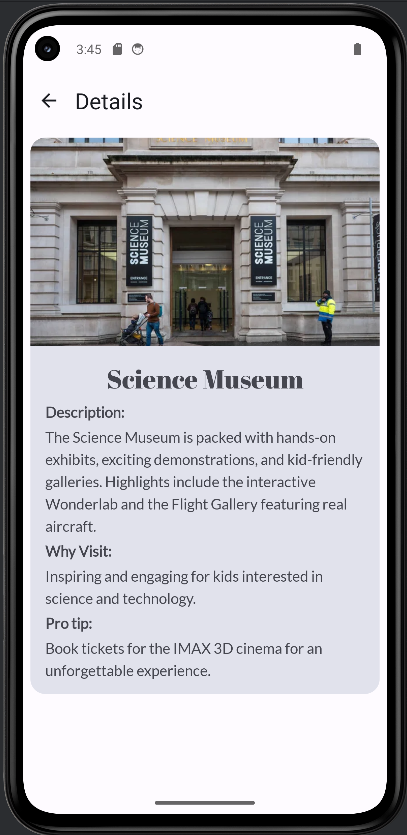 3:45
Details
SCIENCE
MUSEUM
ENTRANCE
SCIENCE
MUSEUM
ENTRANCE
Science Museum
Description:
The Science Museum is packed with hands-on
exhibits, exciting demonstrations, and kid-friendly
galleries. Highlights include the interactive
Wonderlab and the Flight Gallery featuring real
aircraft.
Why Visit:
Inspiring and engaging for kids interested in
science and technology.
Pro tip:
Book tickets for the IMAX 3D cinema for an
unforgettable experience.